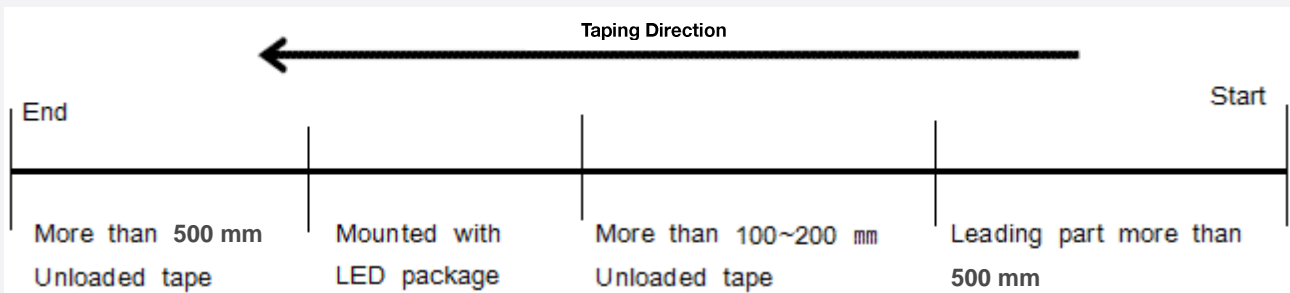 Taping Direction
End
Start
More than 500 mm
Unloaded tape
Mounted with
LED package
More than 100~200 ㎜
Unloaded tape
Leading part more than
500 mm